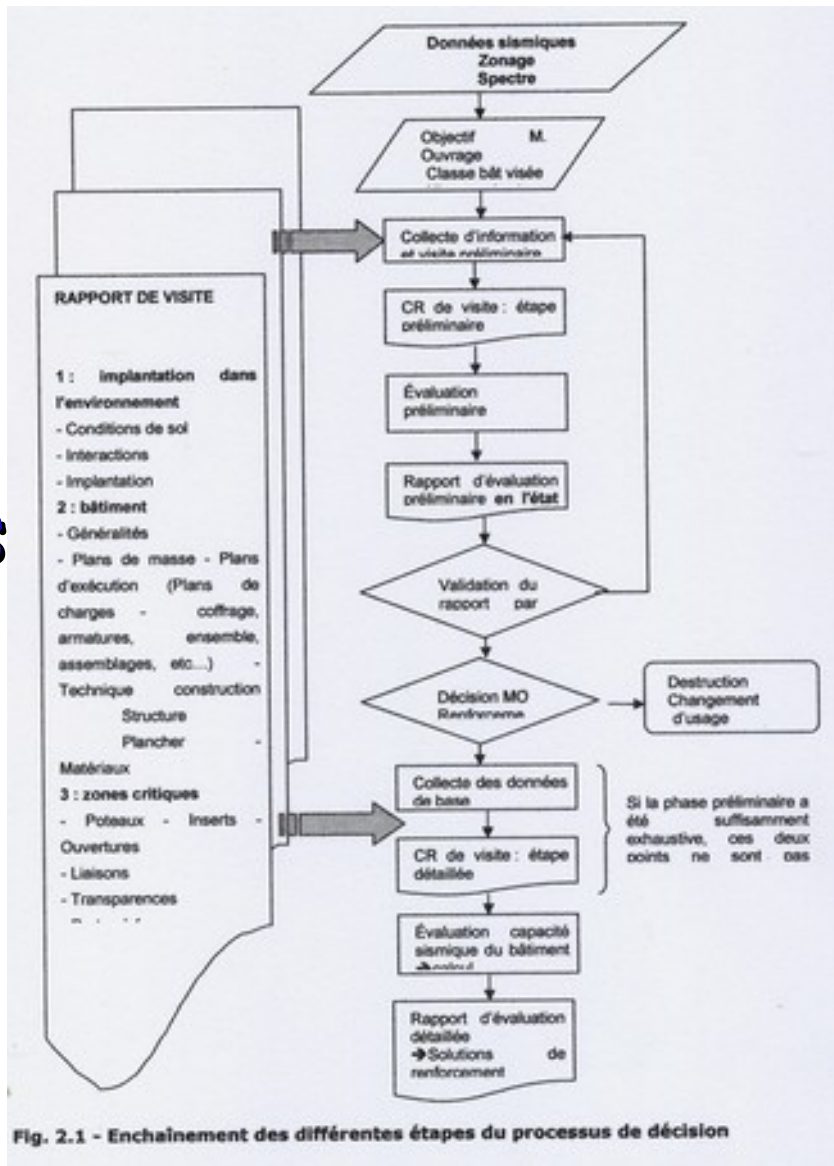 Données sismiques
Zonage
Spectre
Objectif M.
Ouvrage
Classe bât visée
Collecte d'information
et visite préliminaire
CR de visite : étape
préliminaire
Évaluation
préliminaire
Rapport d'évaluation
préliminaire en l'état
Validation du
rapport par
Décision MO
Renforceme
Destruction
Changement
d'usage
Collecte des données
de base
CR de visite : étape
détaillée
Si la phase préliminaire a
été suffisamment
exhaustive, ces deux
points ne sont pas
Évaluation capacité
sismique du bâtiment
➔calcul
Rapport d'évaluation
détaillée
➔Solutions de
renforcement
RAPPORT DE VISITE
1 : implantation dans
l'environnement
- Conditions de sol
- Interactions
- Implantation
2 : bâtiment
- Généralités
- Plans de masse - Plans
d'exécution (Plans de
charges - coffrage,
armatures, ensemble,
assemblages, etc...) -
Technique construction
Structure
Plancher -
Matériaux
3 : zones critiques
- Poteaux - Inserts -
Ouvertures
- Liaisons
- Transparences
s
Fig. 2.1 - Enchaînement des différentes étapes du processus de décision